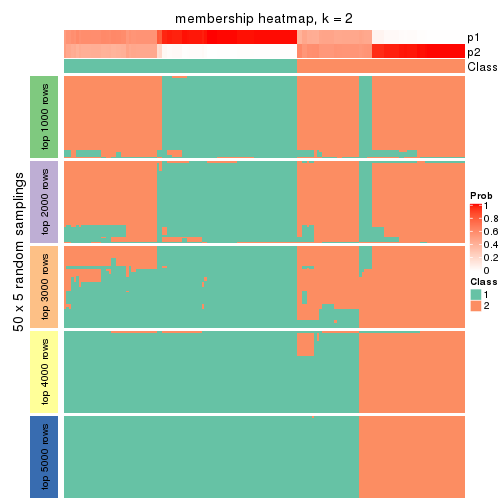 membership heatmap, k = 2
p1
p2
Class
50 x 5 random samplings
top 1000 rows
top 2000 rows
top 3000 rows
top 4000 rows
top 5000 rows
Prob
1
0.8
0.6
0.4
0.2
0
Class
1
2